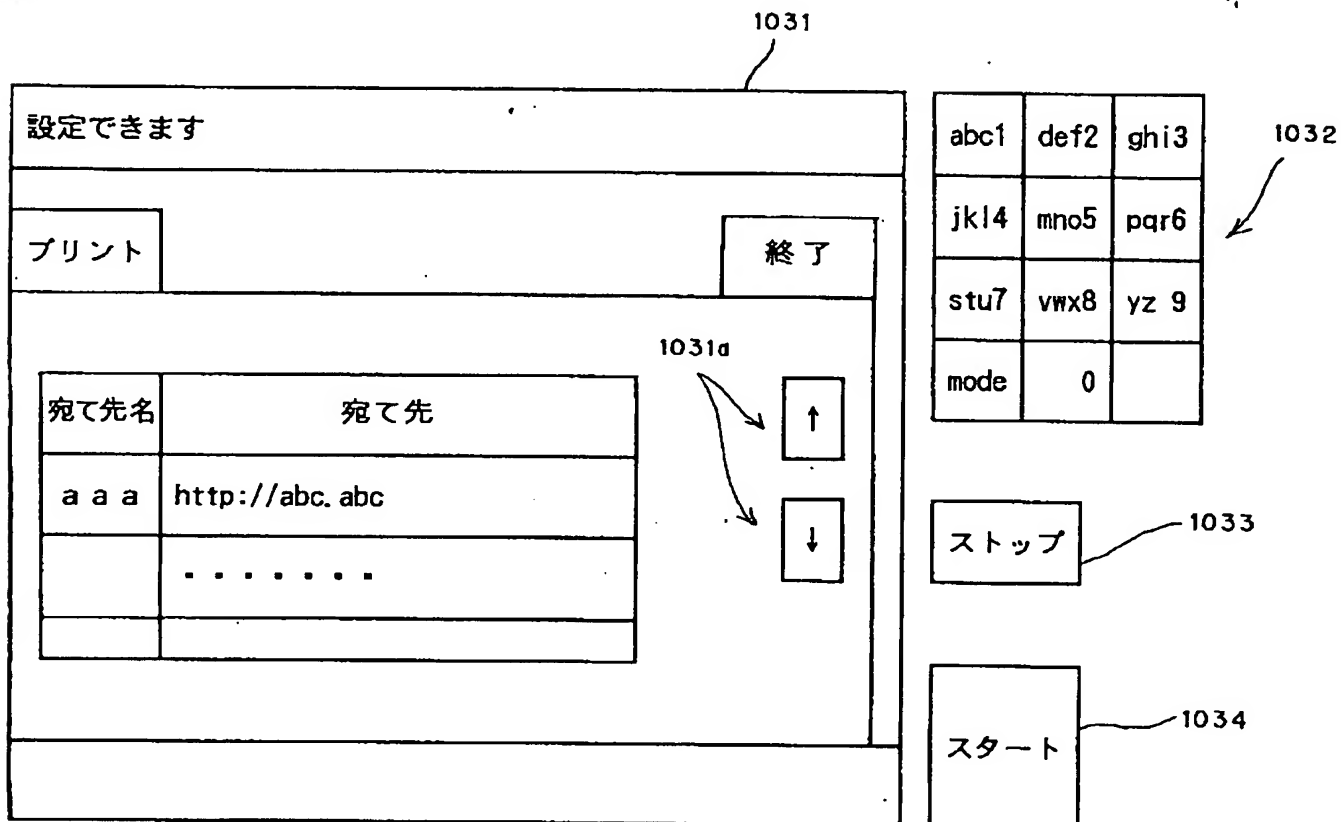 1031
設定できます
プリント
終了
1031a
宛て先名 宛て先
a a a http://abc.abc
.......
↑
↓
abc1 def2 ghi3
jkl4 mno5 pqr6
stu7 vwx8 yz 9
mode 0
1032
ストップ
1033
スタート
1034